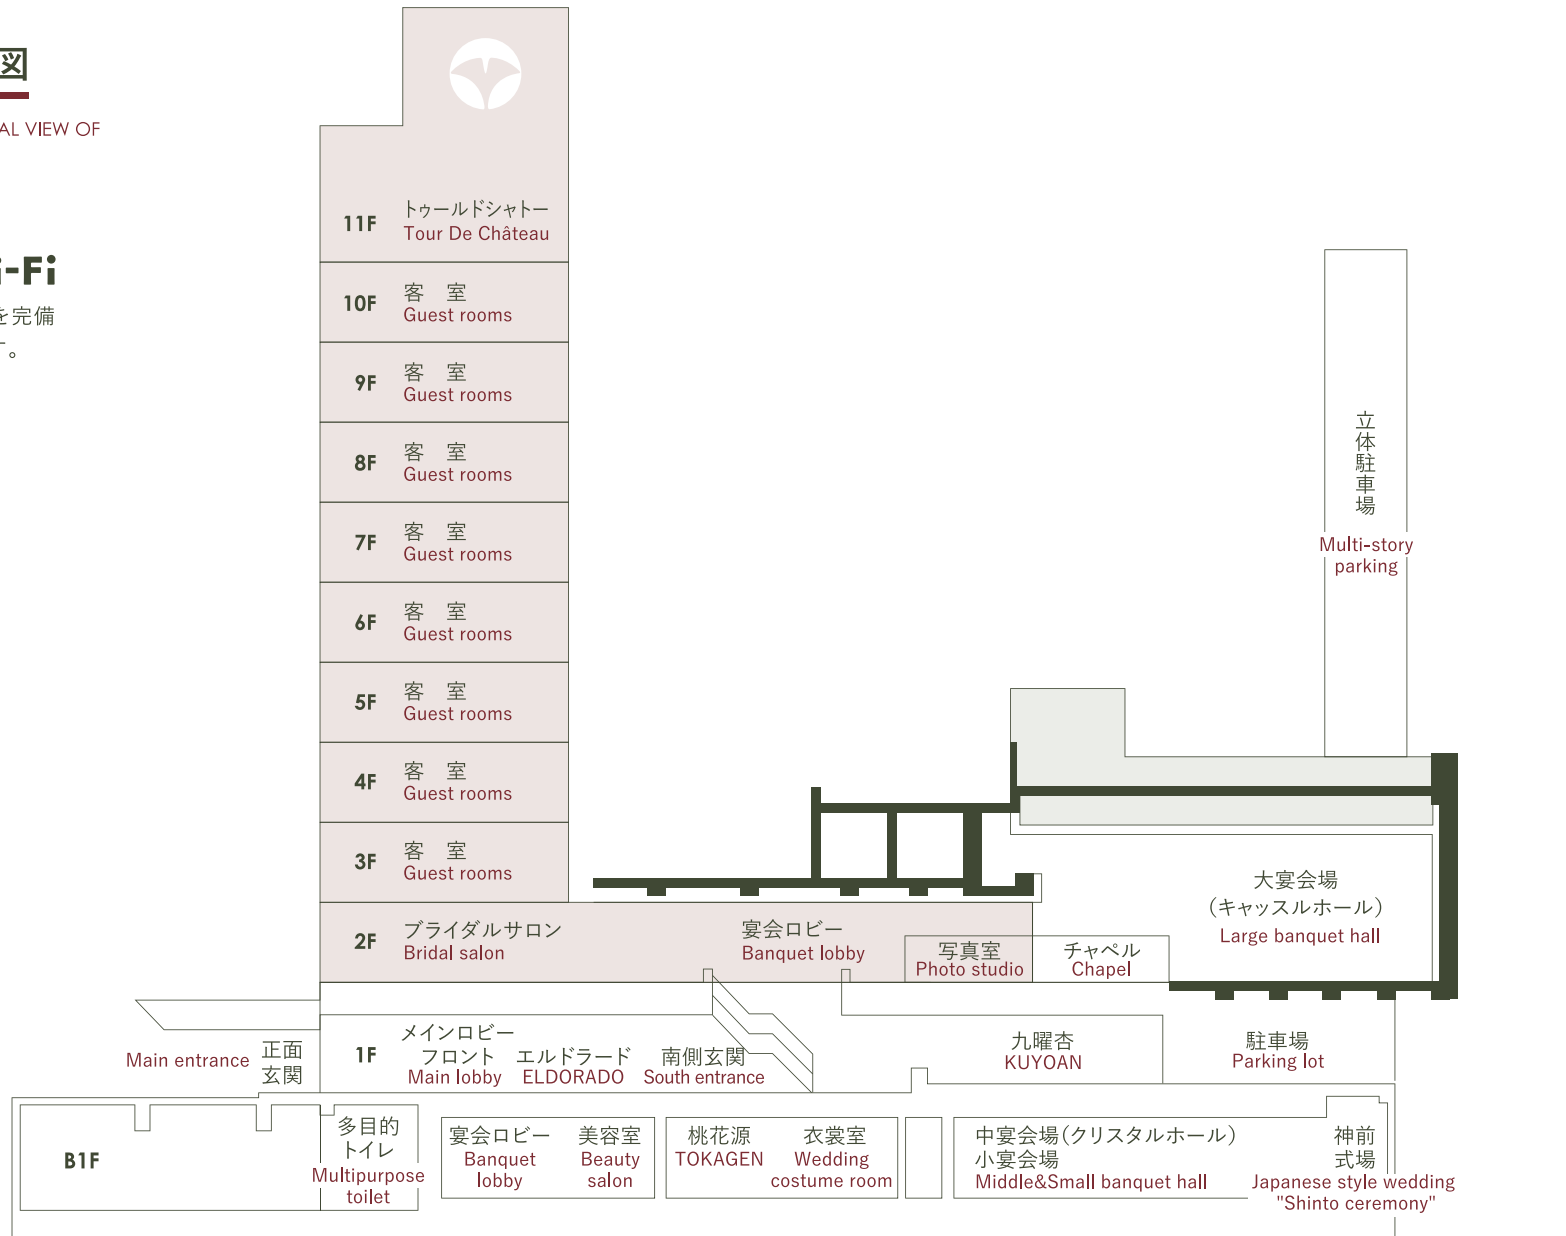 図
AL VIEW OF
i-Fi
を完備
す。
11F
トゥールドシャトー
Tour De Château
10F
客 室
Guest rooms
9F
客 室
Guest rooms
8F
客 室
Guest rooms
7F
客 室
Guest rooms
6F
客 室
Guest rooms
5F
客 室
Guest rooms
4F
客 室
Guest rooms
3F
客 室
Guest rooms
2F
ブライダルサロン
Bridal salon
宴会ロビー
Banquet lobby
写真室
Photo studio
チャペル
Chapel
大宴会場
（キャッスルホール）
Large banquet hall
立体駐車場
Multi-story
parking
Main entrance
正面
玄関
1F
メインロビー
フロント
Main lobby
エルドラード
ELDORADO
南側玄関
South entrance
九曜杏
KUYOAN
駐車場
Parking lot
B1F
多目的
トイレ
Multipurpose
toilet
宴会ロビー
Banquet
lobby
美容室
Beauty
salon
桃花源
TOKAGEN
衣裳室
Wedding
costume room
中宴会場（クリスタルホール）
小宴会場
Middle&Small banquet hall
神前
式場
Japanese style wedding
"Shinto ceremony"